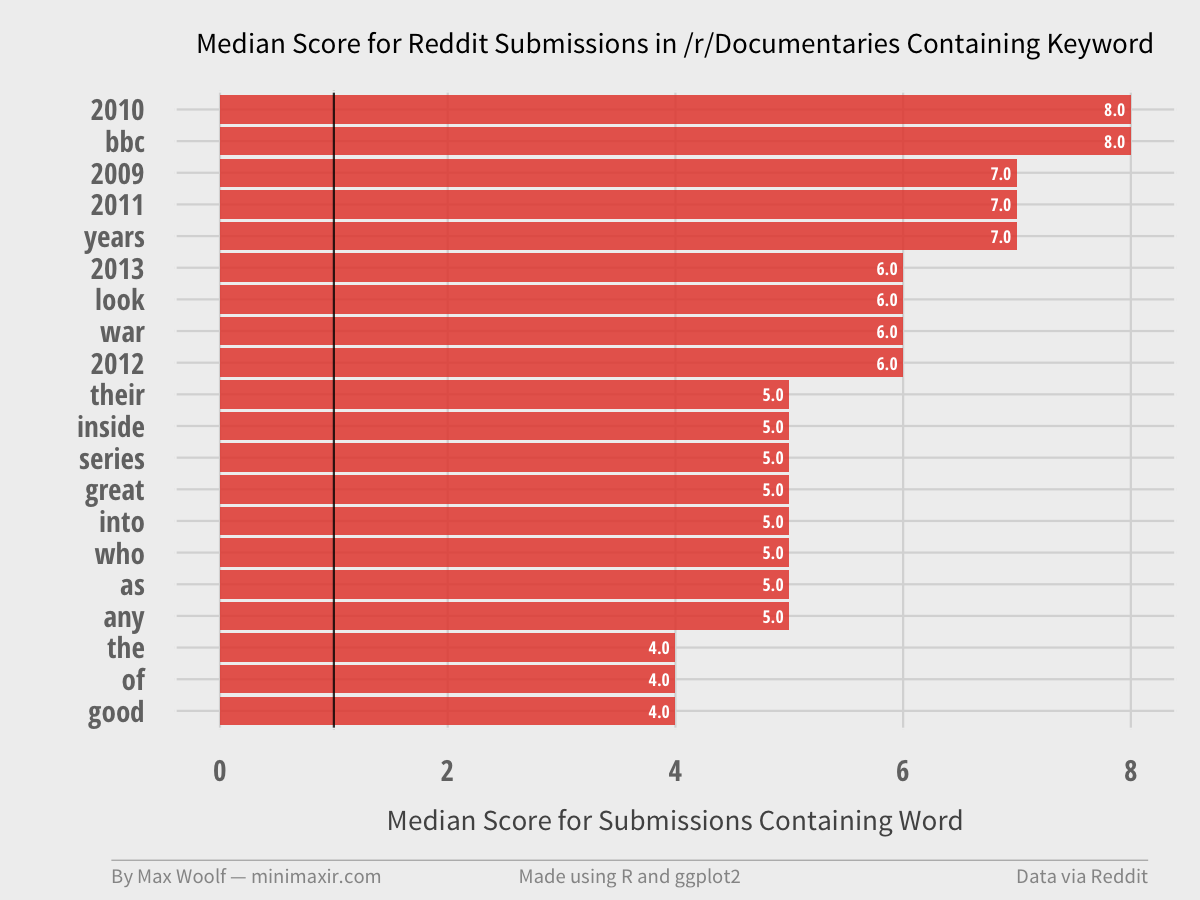 Median Score for Reddit Submissions in /r/Documentaries Containing Keyword
2010 8.0
bbc 8.0
2009 7.0
2011 7.0
years 7.0
2013 6.0
look 6.0
war 6.0
2012 6.0
their 5.0
inside 5.0
series 5.0
great 5.0
into 5.0
who 5.0
as 5.0
any 5.0
the 4.0
of 4.0
good 4.0
0 2 4 6 8
Median Score for Submissions Containing Word
By Max Woolf — minimaxir.com Made using R and ggplot2 Data via Reddit